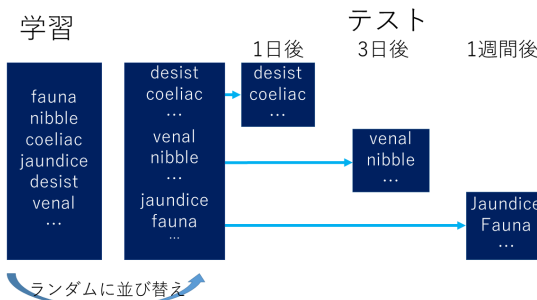 学習
テスト
1日後
3日後
1週間後
fauna
nibble
coeliac
jaundice
desist
venal
…
desist
coeliac
…
venal
nibble
…
jaundice
fauna
…
desist
coeliac
…
venal
nibble
…
Jaundice
Fauna
…
ランダムに並び替え